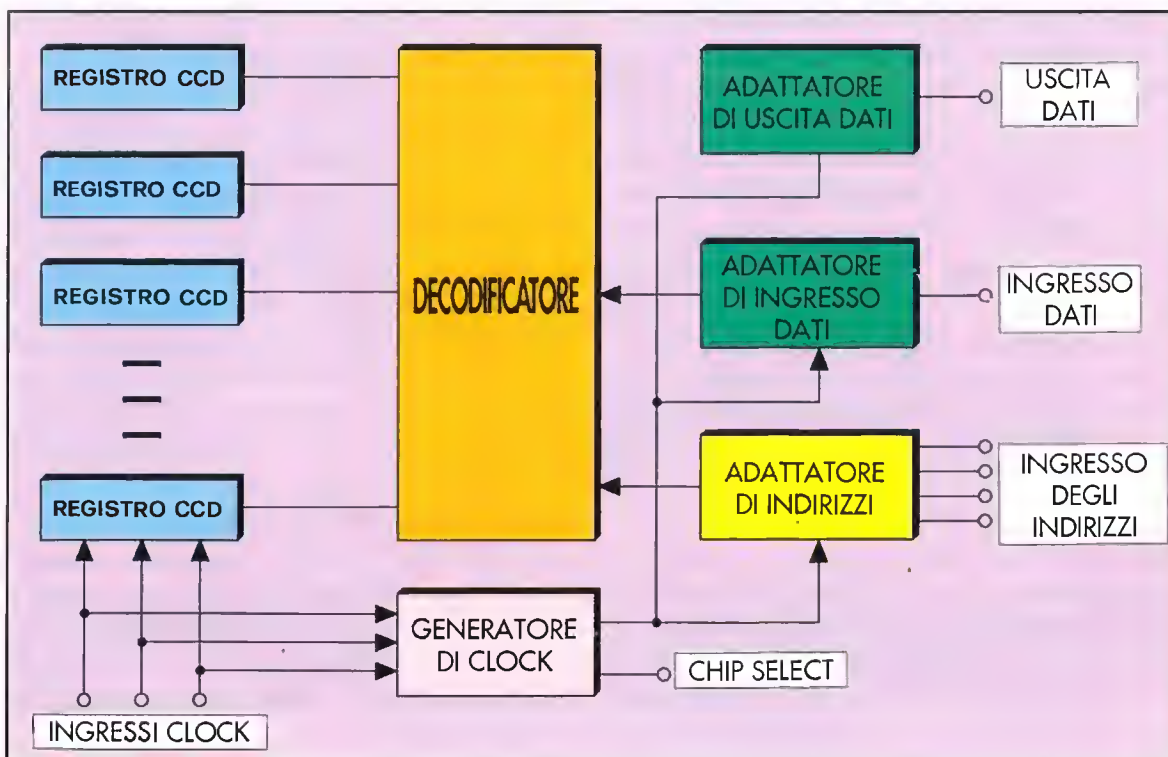 REGISTRO CCD
REGISTRO CCD
REGISTRO CCD
REGISTRO CCD
DECODIFICATORE
ADATTATORE
DI USCITA DATI
USCITA
DATI
ADATTATORE
DI INGRESSO
DATI
INGRESSO
DATI
ADATTATORE
DI INDIRIZZI
INGRESSO
DEGLI
INDIRIZZI
GENERATORE
DI CLOCK
CHIP SELECT
INGRESSI CLOCK